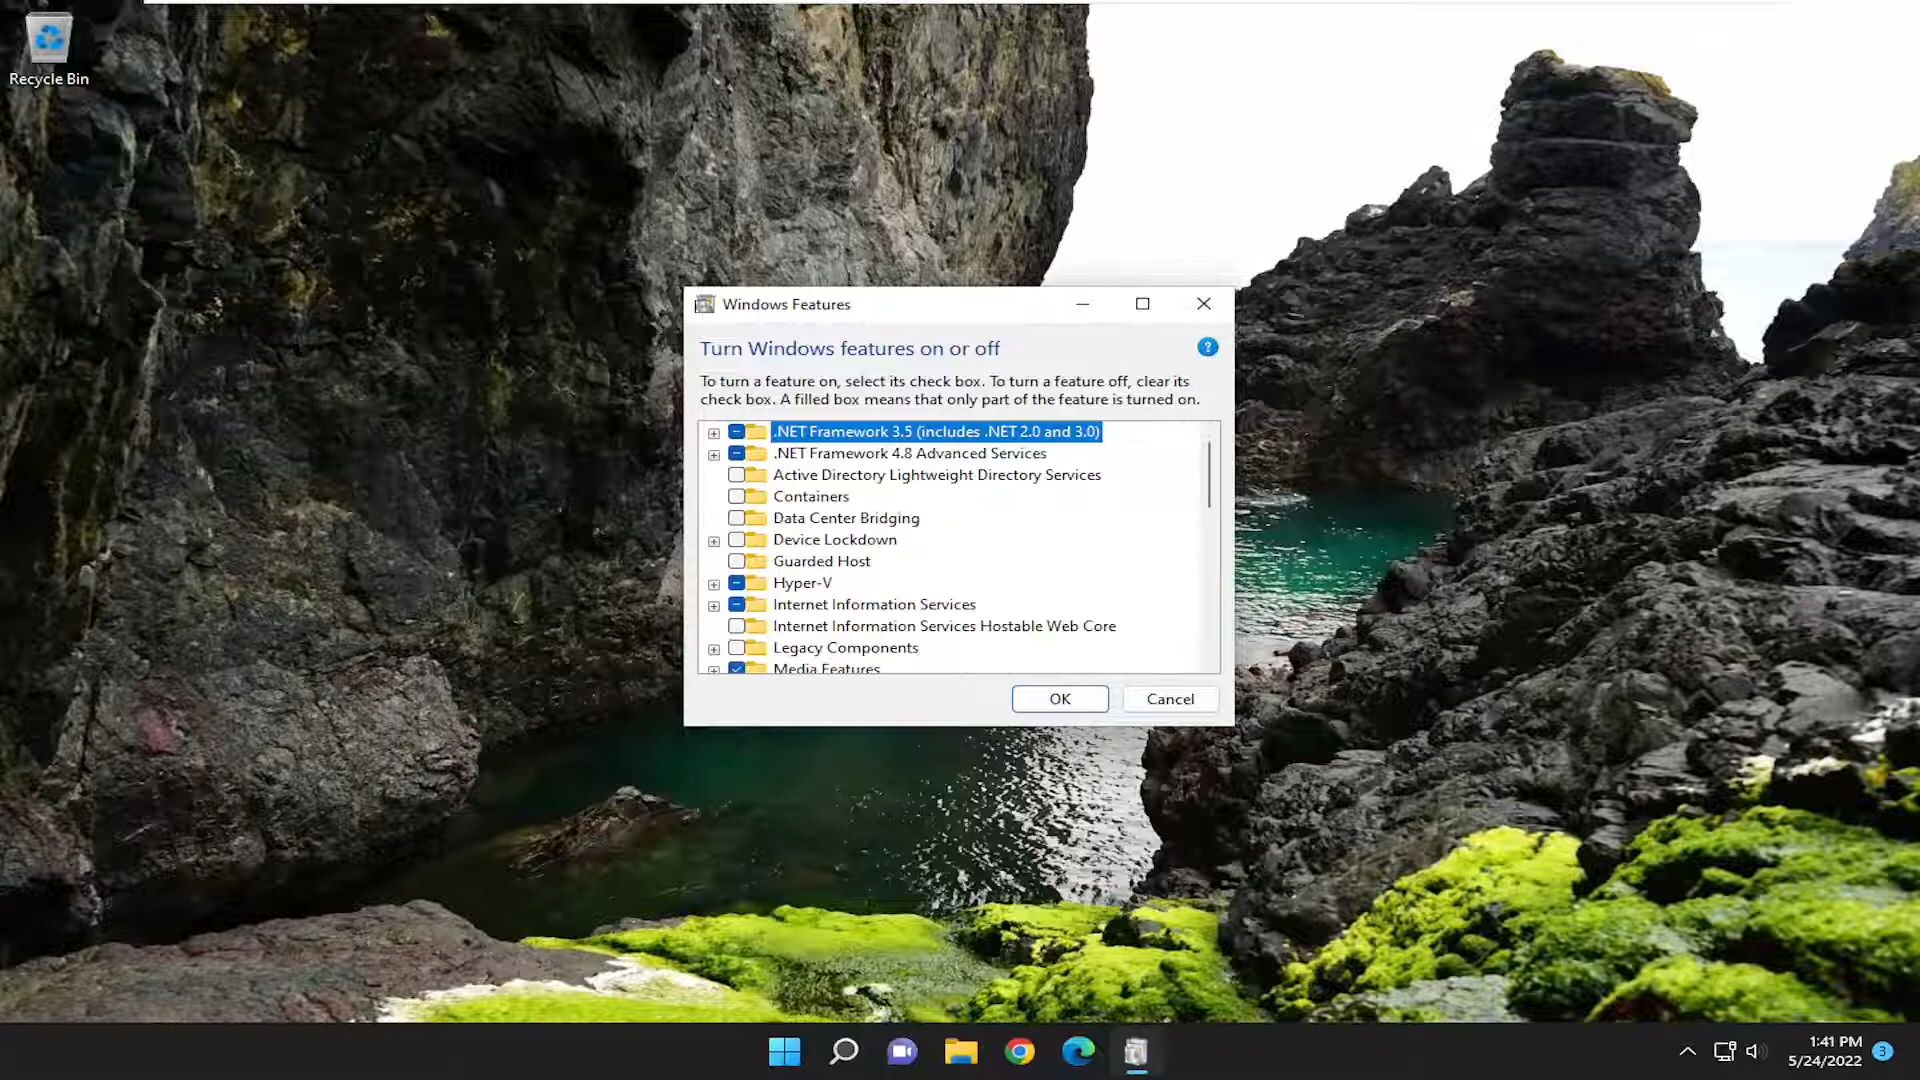 Recycle Bin
Windows Features
Turn Windows features on or off
?
To turn a feature on, select its check box. To turn a feature off, clear its
check box. A filled box means that only part of the feature is turned on.
.NET Framework 3.5 (includes .NET 2.0 and 3.0)
.NET Framework 4.8 Advanced Services
Active Directory Lightweight Directory Services
Containers
Data Center Bridging
Device Lockdown
Guarded Host
Hyper-V
Internet Information Services
Internet Information Services Hostable Web Core
Legacy Components
Media Features
OK
Cancel
1:41 PM
5/24/2022
3